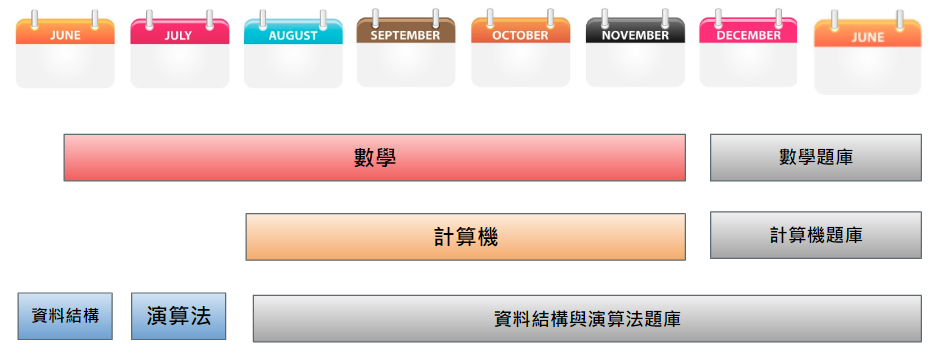 JUNE
JULY
AUGUST
SEPTEMBER
OCTOBER
NOVEMBER
DECEMBER
JUNE
數學
數學題庫
計算機
計算機題庫
資料結構
演算法
資料結構與演算法題庫